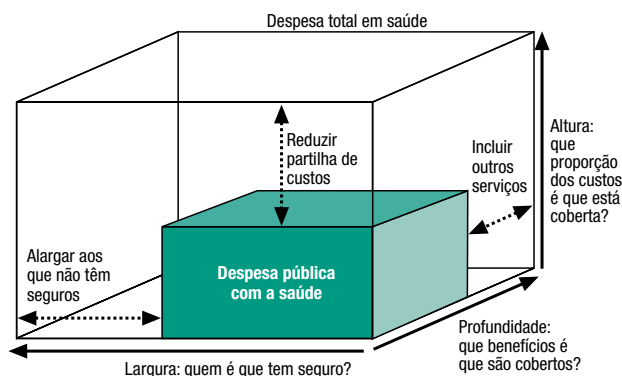 Despesa total em saúde
Reduzir
partilha de
custos
Incluir
outros
serviços
Altura:
que
proporção
dos custos
é que está
coberta?
Alargar aos
que não têm
seguros
Despesa pública
com a saúde
Profundidade:
que benefícios é
que são cobertos?
Largura: quem é que tem seguro?